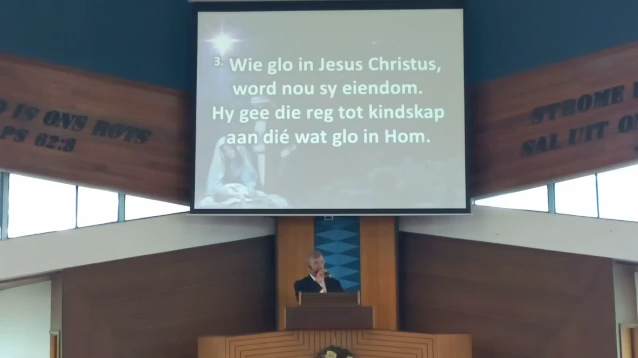 3. Wie glo in Jesus Christus,
word nou sy eiendom.
Hy gee die reg tot kindskap
aan dié wat glo in Hom.
IS ONS ROTS
PS 62:8
STROME
SAL UIT